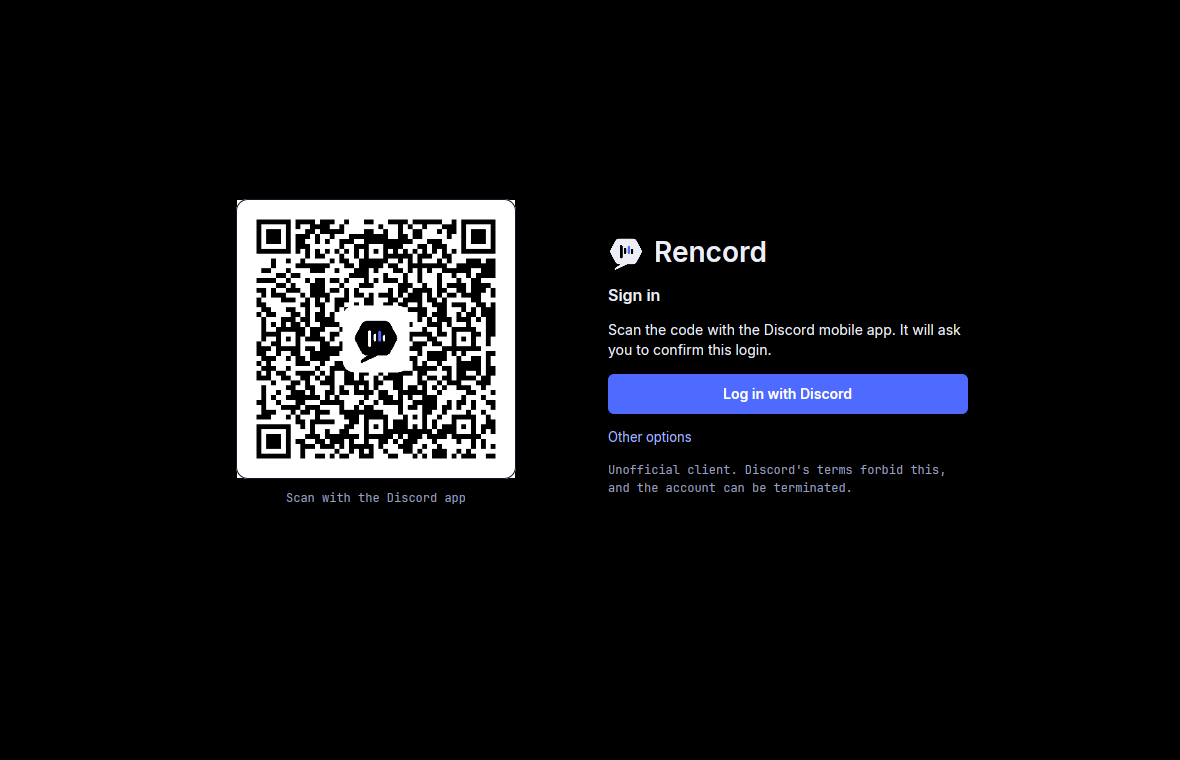 Rencord
Sign in
Scan the code with the Discord mobile app. It will ask
you to confirm this login.
Log in with Discord
Other options
Unofficial client. Discord's terms forbid this,
and the account can be terminated.
Scan with the Discord app